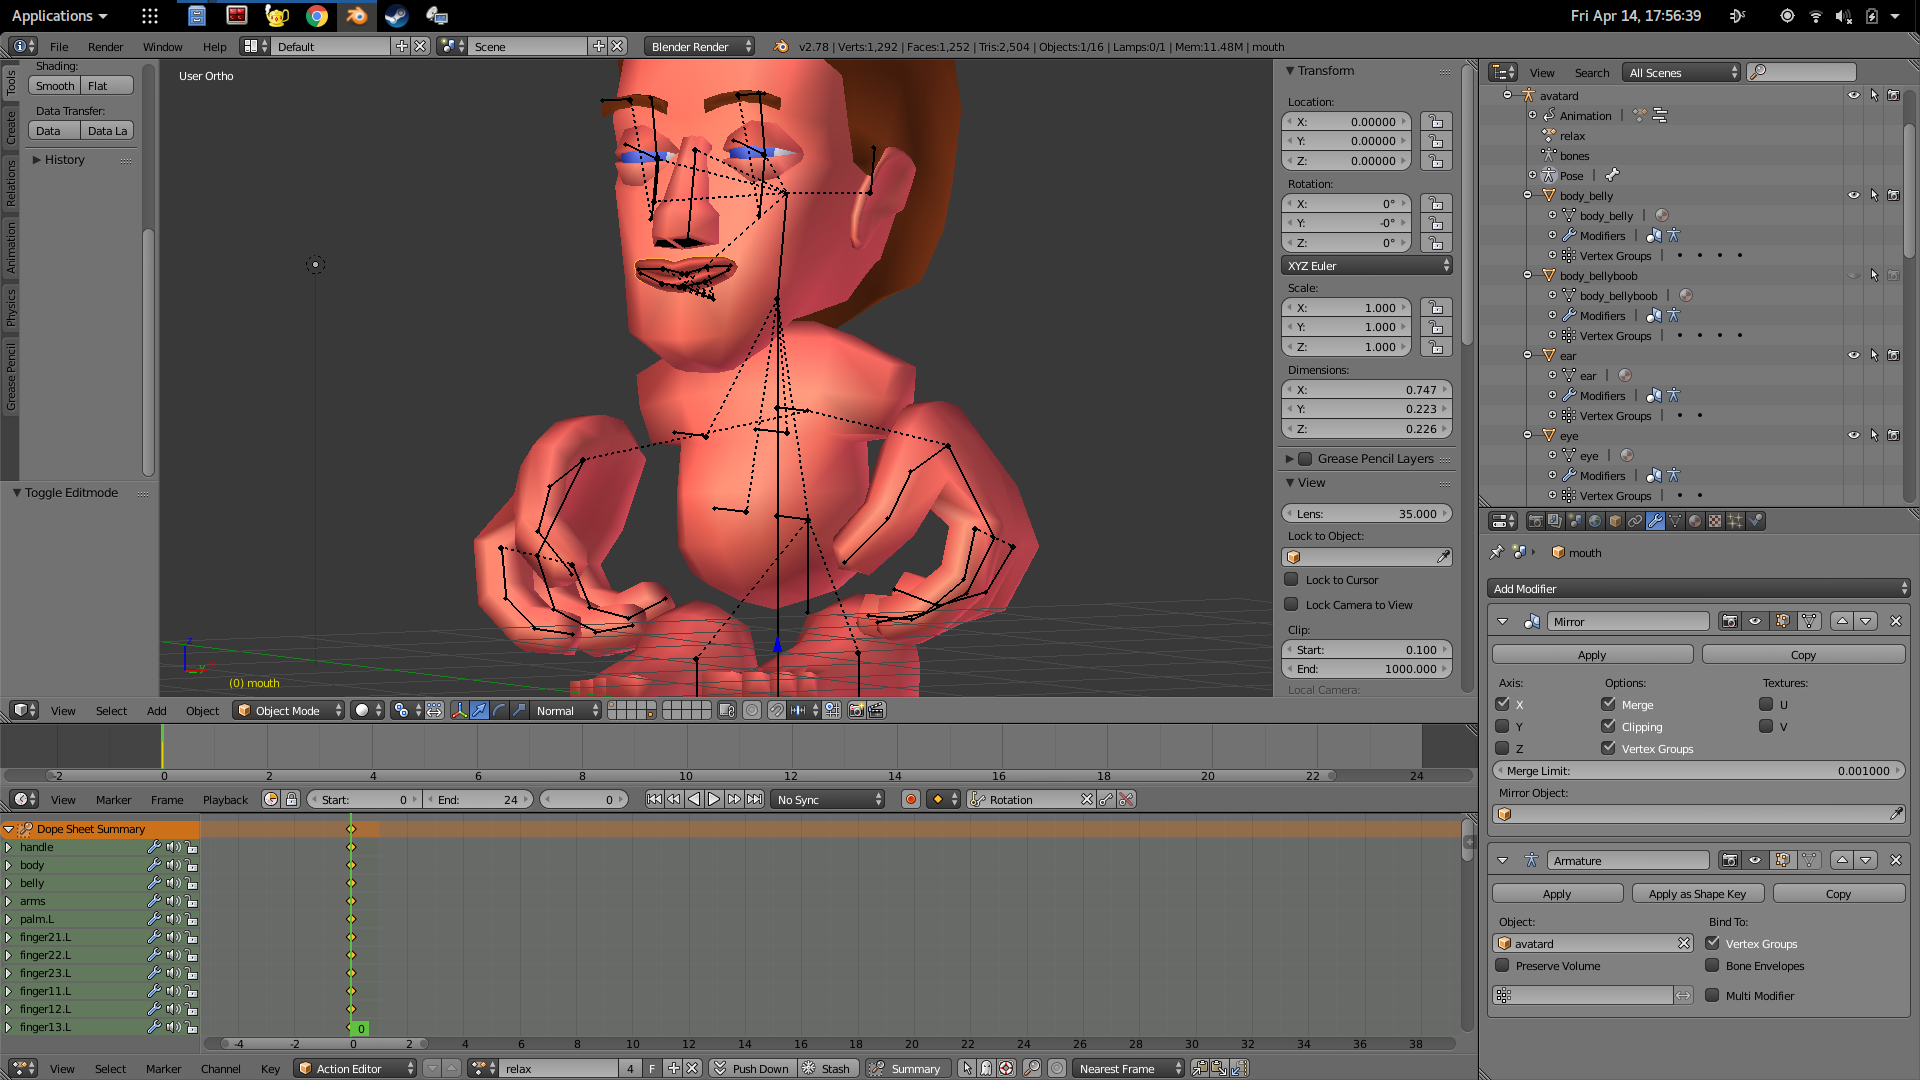 Applications
Fri Apr 14, 17:56:39
File Render Window Help Default Scene Blender Render v2.78 | Verts:1,292 | Faces:1,252 | Tris:2,504 | Objects:1/16 | Lamps:0/1 | Mem:11.48M | mouth
Tools
Create
Relations
Animation
Physics
Grease Pencil
Shading:
Smooth Flat
Data Transfer:
Data Data La
History
Toggle Editmode
User Ortho
z
y
(0) mouth
Transform
Location:
X: 0.00000
Y: 0.00000
Z: 0.00000
Rotation:
X: 0°
Y: -0°
Z: 0°
XYZ Euler
Scale:
X: 1.000
Y: 1.000
Z: 1.000
Dimensions:
X: 0.747
Y: 0.223
Z: 0.226
Grease Pencil Layers
View
Lens: 35.000
Lock to Object:
Lock to Cursor
Lock Camera to View
Clip:
Start: 0.100
End: 1000.000
Local Camera:
View Search All Scenes
avatard
Animation
relax
bones
Pose
body_belly
body_belly
Modifiers
Vertex Groups
body_bellyboob
body_bellyboob
Modifiers
Vertex Groups
ear
ear
Modifiers
Vertex Groups
eye
eye
Modifiers
Vertex Groups
mouth
Add Modifier
Mirror
Apply Copy
Axis: Options: Textures:
X Merge U
Y Clipping V
Z Vertex Groups
Merge Limit: 0.001000
Mirror Object:
Armature
Apply Apply as Shape Key Copy
Object: Bind To:
avatard Vertex Groups
Preserve Volume Bone Envelopes
Multi Modifier
View Select Add Object Object Mode Normal
-2 0 2 4 6 8 10 12 14 16 18 20 22 24
View Marker Frame Playback Start: 0 End: 24 0 No Sync Rotation
Dope Sheet Summary
handle
body
belly
arms
palm.L
finger21.L
finger22.L
finger23.L
finger11.L
finger12.L
finger13.L
0
-4 -2 0 2 4 6 8 10 12 14 16 18 20 22 24 26 28 30 32 34 36 38
View Select Marker Channel Key Action Editor relax 4 F Push Down Stash Summary Nearest Frame